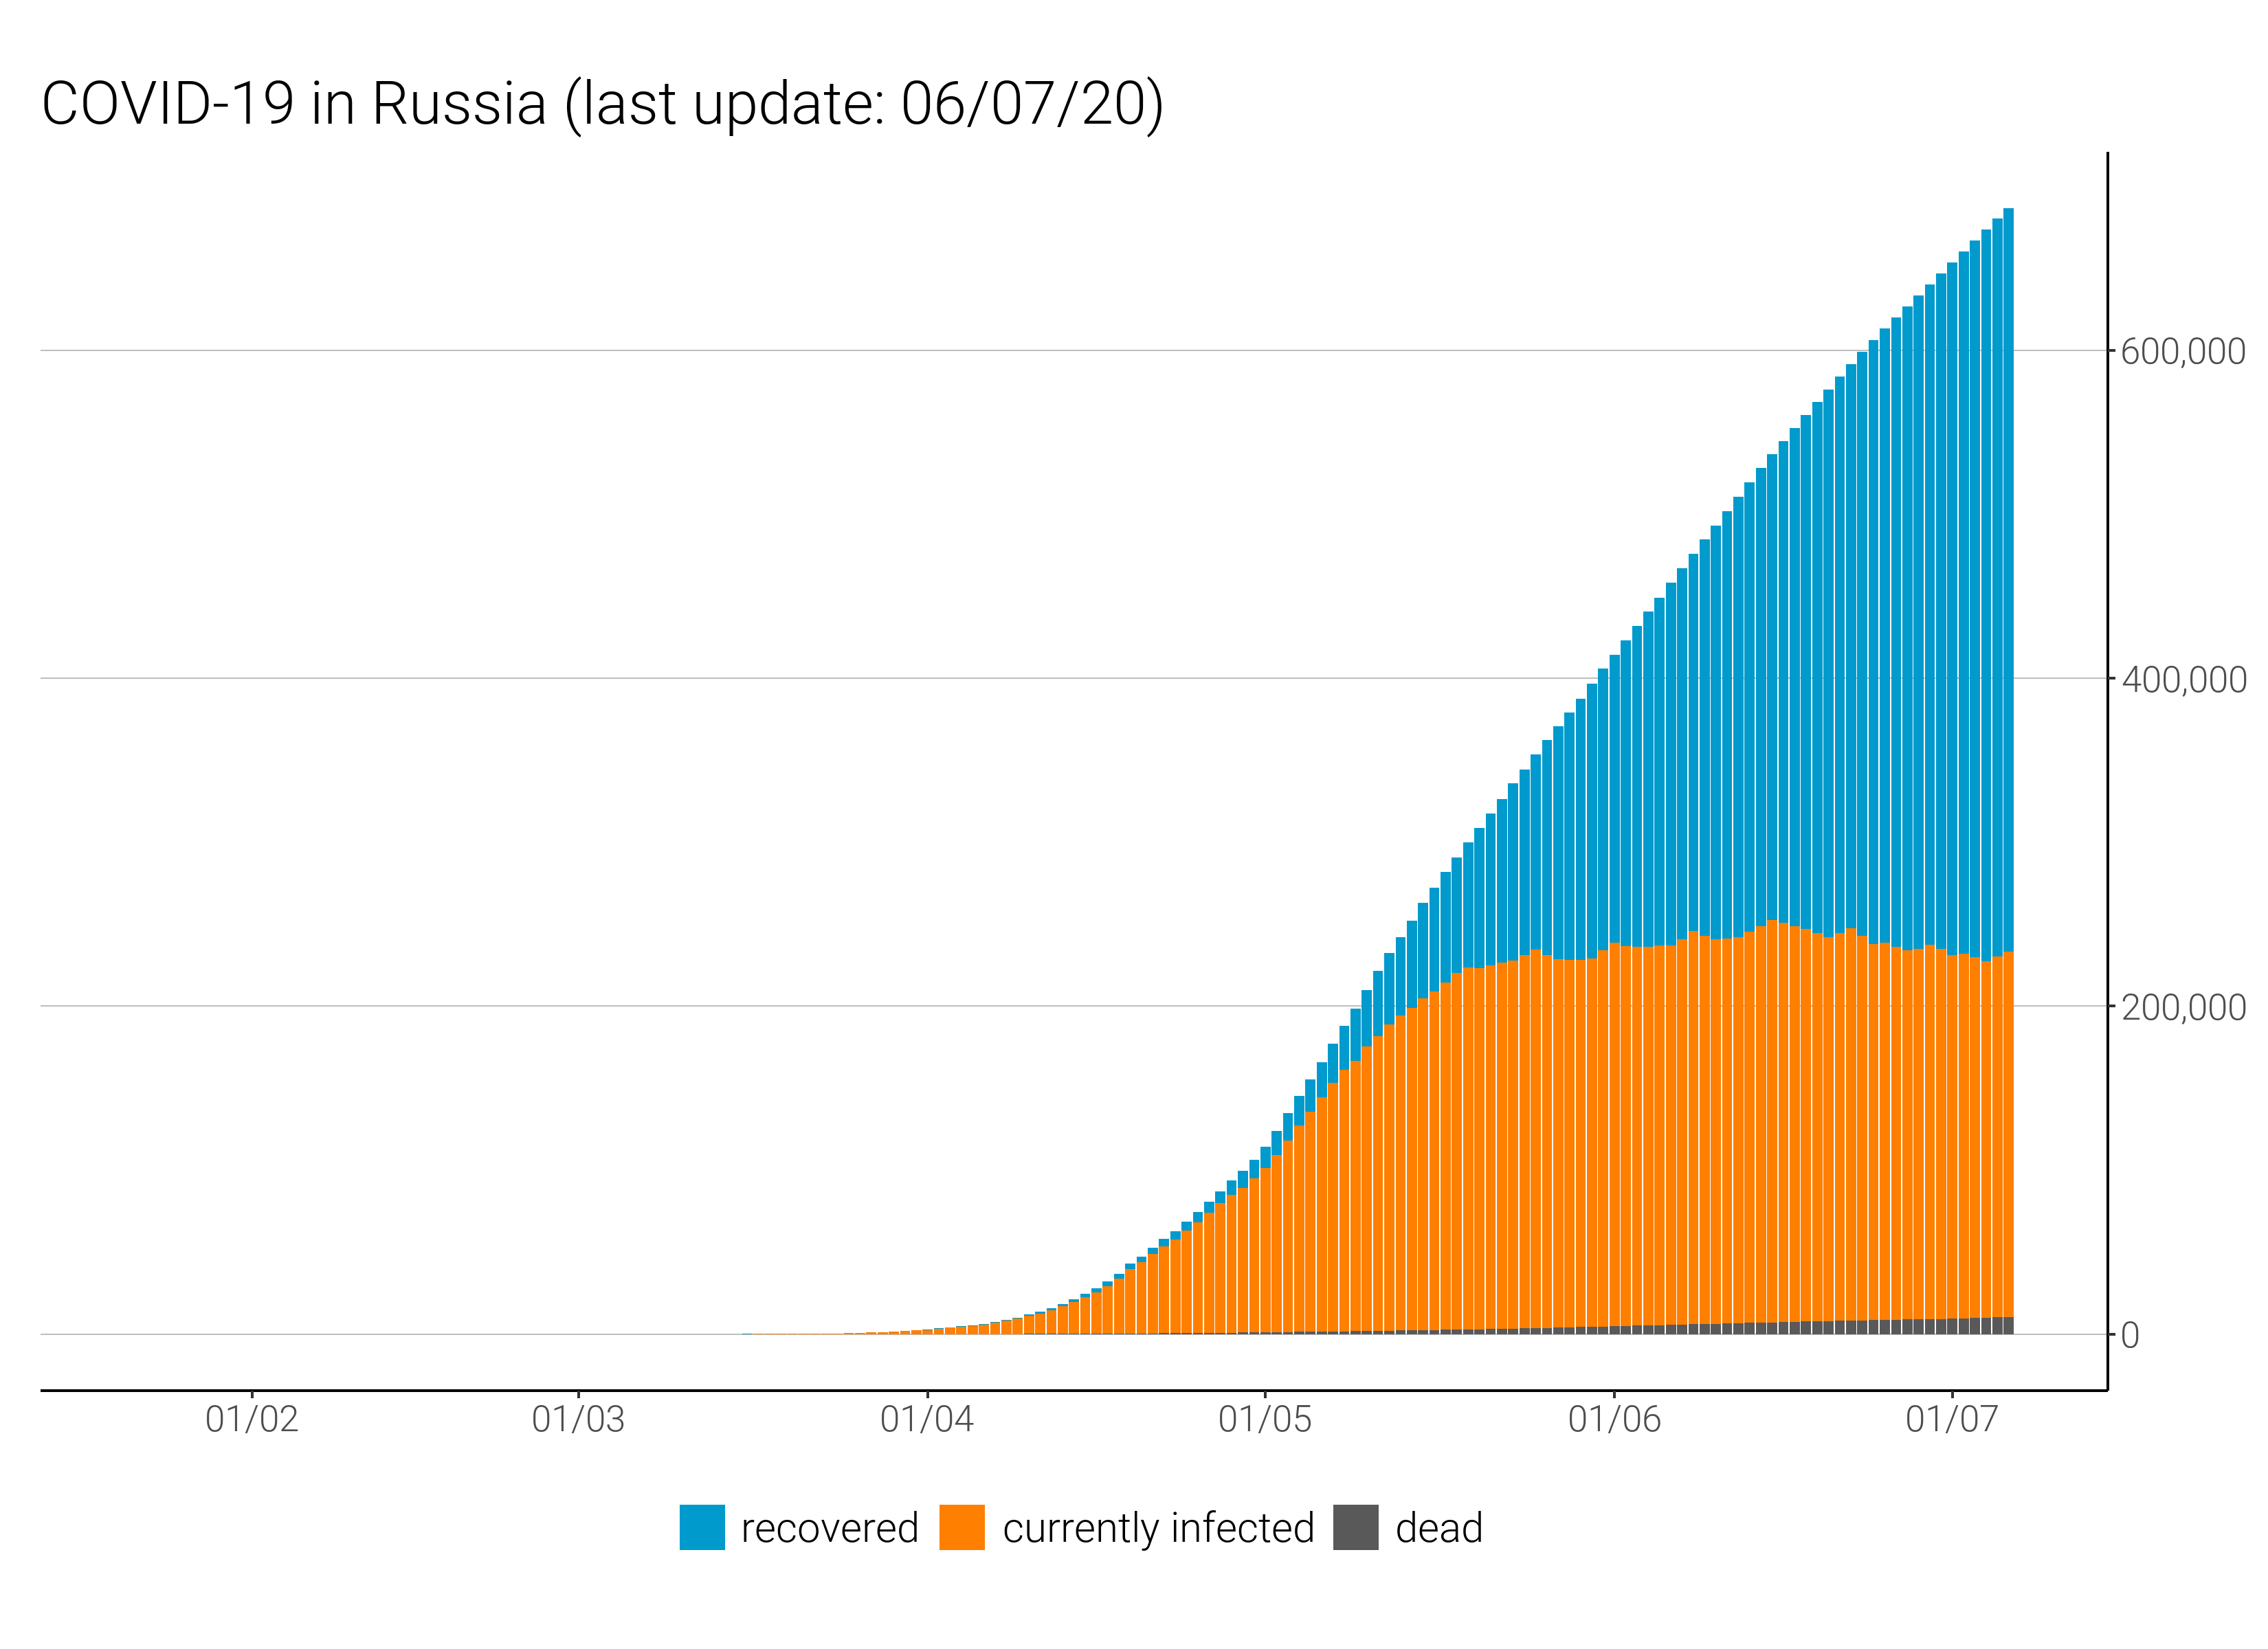 COVID-19 in Russia (last update: 06/07/20)
600,000
400,000
200,000
0
01/02 01/03 01/04 01/05 01/06 01/07
recovered currently infected dead